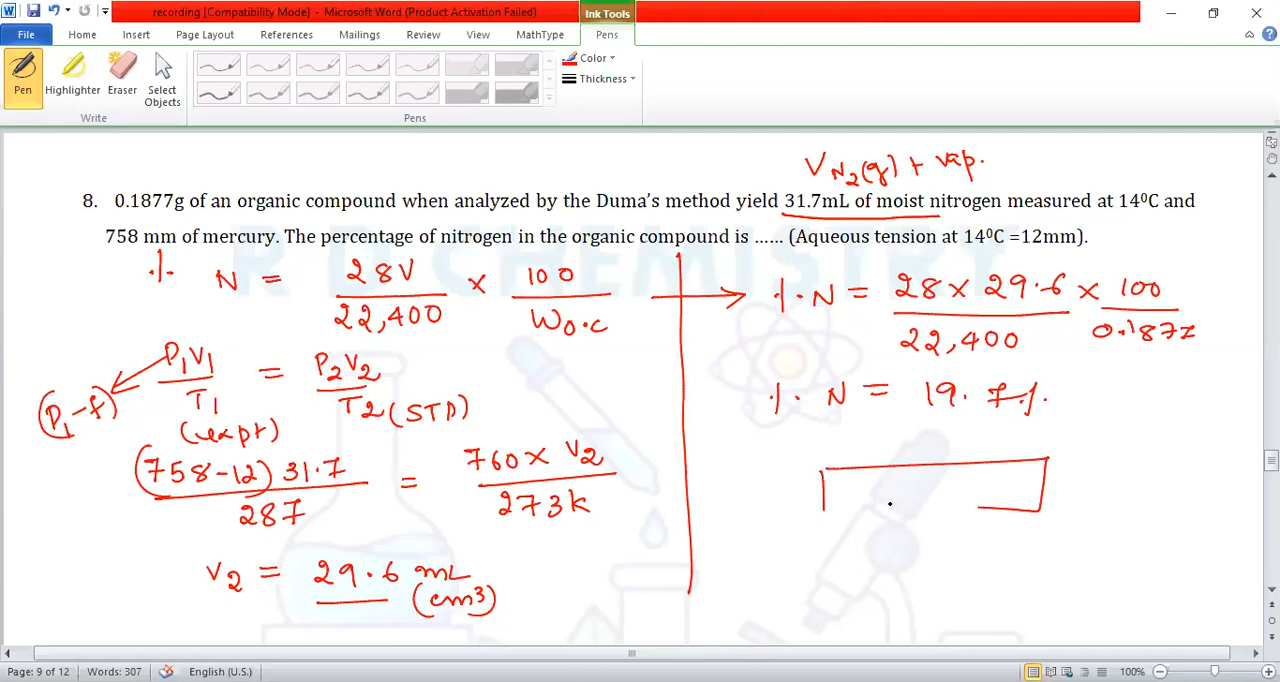 recording [Compatibility Mode] - Microsoft Word (Product Activation Failed)
Ink Tools
File Home Insert Page Layout References Mailings Review View MathType Pens
Pen Highlighter Eraser Select Objects
Color
Thickness
Write Pens
V N2(g) + vap.
8. 0.1877g of an organic compound when analyzed by the Duma's method yield 31.7mL of moist nitrogen measured at 14⁰C and
758 mm of mercury. The percentage of nitrogen in the organic compound is …… (Aqueous tension at 14⁰C =12mm).
% N = 28V / 22,400 × 100 / Wo.c
% N = 28 × 29.6 / 22,400 × 100 / 0.1877
P1V1 / T1 = P2V2 / T2 (STP)
(P1-f)
(expt)
% N = 19.7%
(758-12) 31.7 / 287 = 760 × V2 / 273k
V2 = 29.6 mL
(cm3)
R D CHEMISTRY
Page: 9 of 12 Words: 307 English (U.S.) 100%